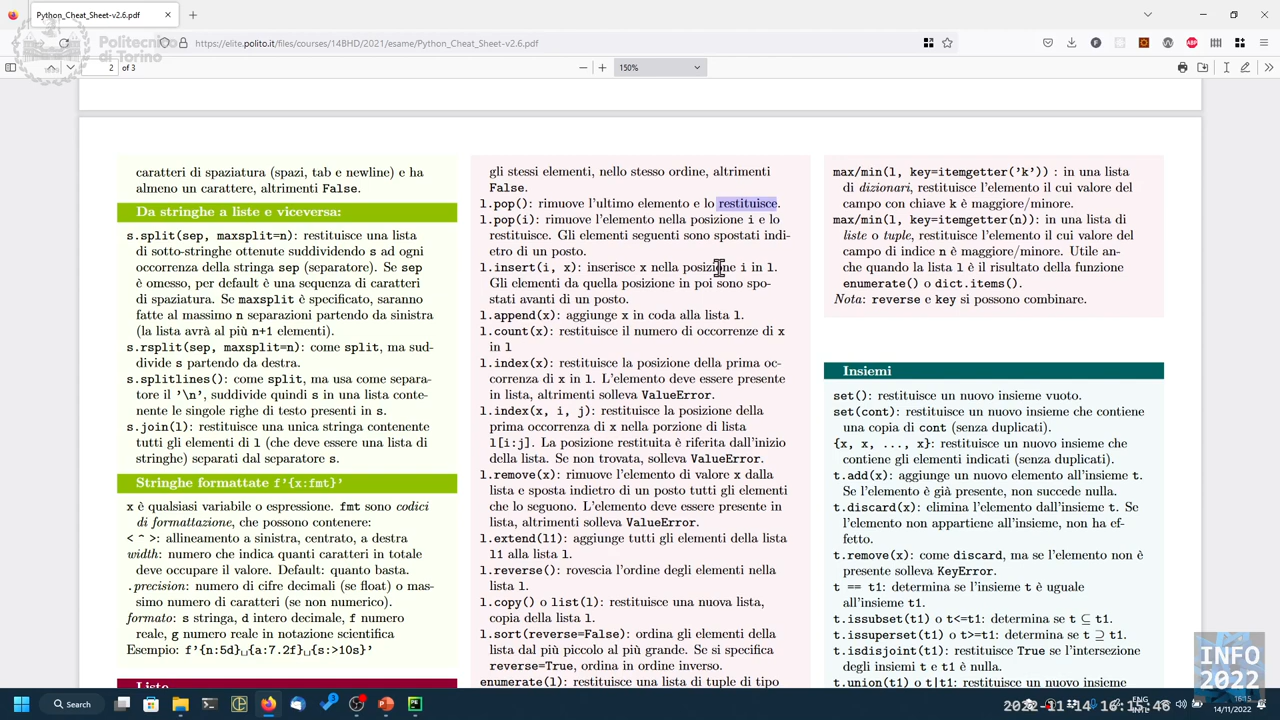 Python_Cheat_Sheet-v2.6.pdf
Politecnico
di Torino
https://elite.polito.it/files/courses/14BHD/2021/esame/Python_Cheat_Sheet-v2.6.pdf
2 of 3
150%
caratteri di spaziatura (spazi, tab e newline) e ha
almeno un carattere, altrimenti False.
Da stringhe a liste e viceversa:
s.split(sep, maxsplit=n): restituisce una lista
di sotto-stringhe ottenute suddividendo s ad ogni
occorrenza della stringa sep (separatore). Se sep
è omesso, per default è una sequenza di caratteri
di spaziatura. Se maxsplit è specificato, saranno
fatte al massimo n separazioni partendo da sinistra
(la lista avrà al più n+1 elementi).
s.rsplit(sep, maxsplit=n): come split, ma sud-
divide s partendo da destra.
s.splitlines(): come split, ma usa come separa-
tore il '\n', suddivide quindi s in una lista conte-
nente le singole righe di testo presenti in s.
s.join(l): restituisce una unica stringa contenente
tutti gli elementi di l (che deve essere una lista di
stringhe) separati dal separatore s.
Stringhe formattate f'{x:fmt}'
x è qualsiasi variabile o espressione. fmt sono codici
di formattazione, che possono contenere:
< ^ >: allineamento a sinistra, centrato, a destra
width: numero che indica quanti caratteri in totale
deve occupare il valore. Default: quanto basta.
.precision: numero di cifre decimali (se float) o mas-
simo numero di caratteri (se non numerico).
formato: s stringa, d intero decimale, f numero
reale, g numero reale in notazione scientifica
Esempio: f'{n:5d}␣{a:7.2f}␣{s:>10s}'
Liste
gli stessi elementi, nello stesso ordine, altrimenti
False.
l.pop(): rimuove l'ultimo elemento e lo restituisce.
l.pop(i): rimuove l'elemento nella posizione i e lo
restituisce. Gli elementi seguenti sono spostati indi-
etro di un posto.
l.insert(i, x): inserisce x nella posizione i in l.
Gli elementi da quella posizione in poi sono spo-
stati avanti di un posto.
l.append(x): aggiunge x in coda alla lista l.
l.count(x): restituisce il numero di occorrenze di x
in l
l.index(x): restituisce la posizione della prima oc-
correnza di x in l. L'elemento deve essere presente
in lista, altrimenti solleva ValueError.
l.index(x, i, j): restituisce la posizione della
prima occorrenza di x nella porzione di lista
l[i:j]. La posizione restituita è riferita dall'inizio
della lista. Se non trovata, solleva ValueError.
l.remove(x): rimuove l'elemento di valore x dalla
lista e sposta indietro di un posto tutti gli elementi
che lo seguono. L'elemento deve essere presente in
lista, altrimenti solleva ValueError.
l.extend(l1): aggiunge tutti gli elementi della lista
l1 alla lista l.
l.reverse(): rovescia l'ordine degli elementi nella
lista l.
l.copy() o list(l): restituisce una nuova lista,
copia della lista l.
l.sort(reverse=False): ordina gli elementi della
lista dal più piccolo al più grande. Se si specifica
reverse=True, ordina in ordine inverso.
enumerate(l): restituisce una lista di tuple di tipo
max/min(l, key=itemgetter('k')) : in una lista
di dizionari, restituisce l'elemento il cui valore del
campo con chiave k è maggiore/minore.
max/min(l, key=itemgetter(n)): in una lista di
liste o tuple, restituisce l'elemento il cui valore del
campo di indice n è maggiore/minore. Utile an-
che quando la lista l è il risultato della funzione
enumerate() o dict.items().
Nota: reverse e key si possono combinare.
Insiemi
set(): restituisce un nuovo insieme vuoto.
set(cont): restituisce un nuovo insieme che contiene
una copia di cont (senza duplicati).
{x, x, ..., x}: restituisce un nuovo insieme che
contiene gli elementi indicati (senza duplicati).
t.add(x): aggiunge un nuovo elemento all'insieme t.
Se l'elemento è già presente, non succede nulla.
t.discard(x): elimina l'elemento dall'insieme t. Se
l'elemento non appartiene all'insieme, non ha ef-
fetto.
t.remove(x): come discard, ma se l'elemento non è
presente solleva KeyError.
t == t1: determina se l'insieme t è uguale
all'insieme t1.
t.issubset(t1) o t<=t1: determina se t ⊆ t1.
t.issuperset(t1) o t>=t1: determina se t ⊇ t1.
t.isdisjoint(t1): restituisce True se l'intersezione
degli insiemi t e t1 è nulla.
t.union(t1) o t|t1: restituisce un nuovo insieme
INFO
2022
Search
ENG
16:15
14/11/2022